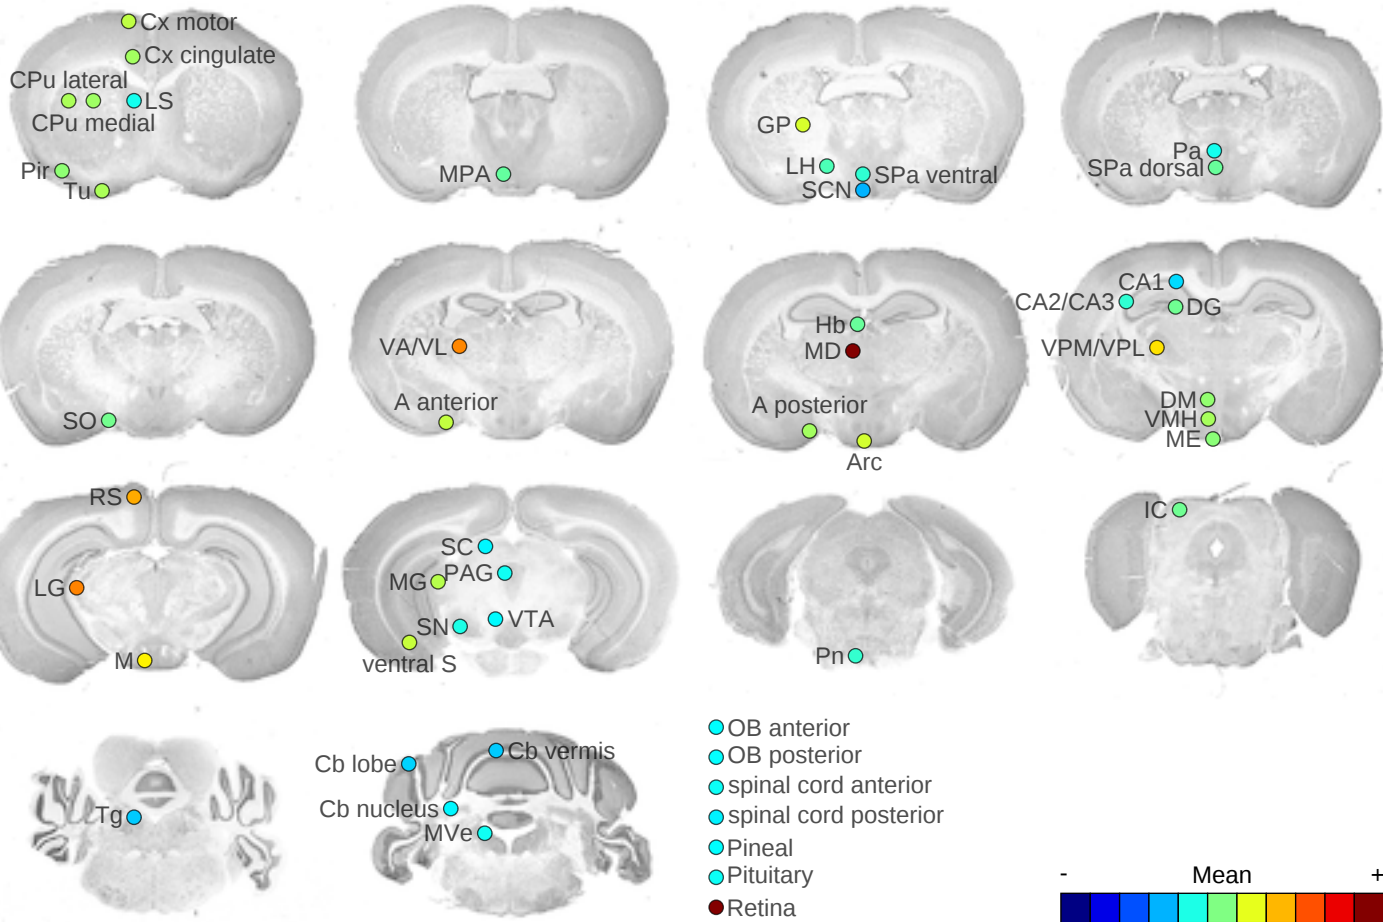 Cx motor
Cx cingulate
CPu lateral
LS
CPu medial
Pir
Tu
MPA
GP
LH
SPa ventral
SCN
Pa
SPa dorsal
SO
VA/VL
A anterior
Hb
MD
A posterior
Arc
CA1
CA2/CA3
DG
VPM/VPL
DM
VMH
ME
RS
LG
M
SC
PAG
MG
SN
VTA
ventral S
Pn
IC
Tg
Cb lobe
Cb vermis
Cb nucleus
MVe
OB anterior
OB posterior
spinal cord anterior
spinal cord posterior
Pineal
Pituitary
Retina
- Mean +